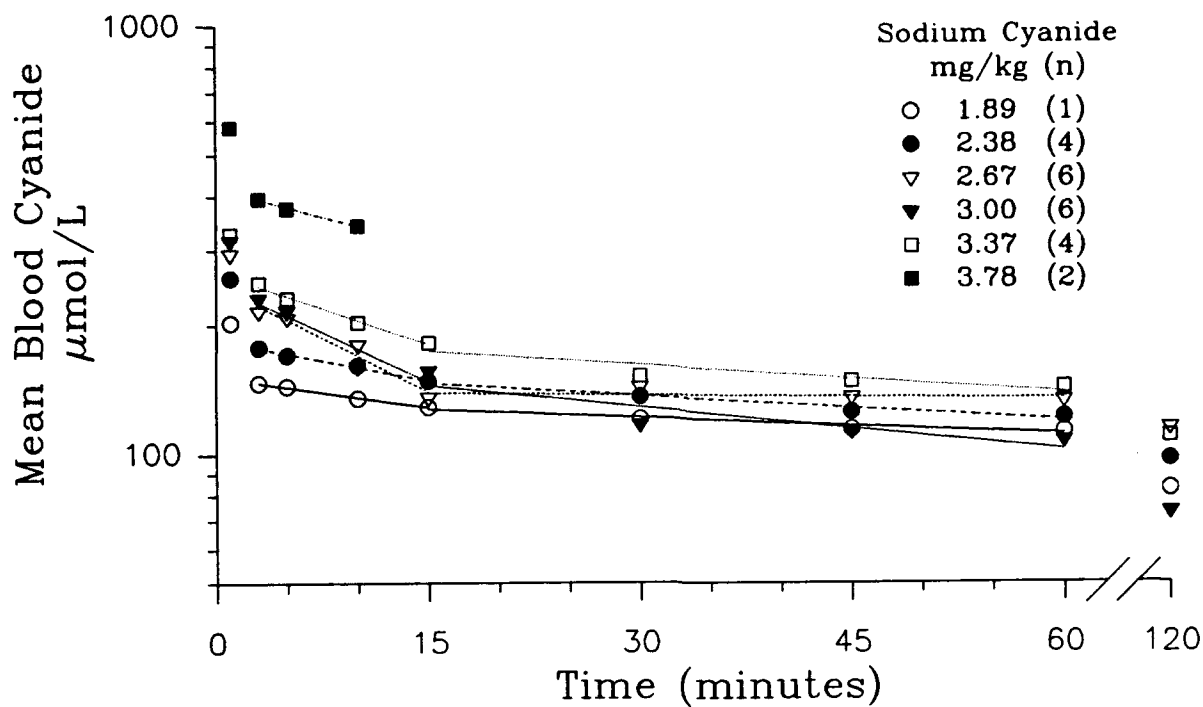 Sodium Cyanide
mg/kg (n)
1.89 (1)
2.38 (4)
2.67 (6)
3.00 (6)
3.37 (4)
3.78 (2)
Mean Blood Cyanide
μmol/L
1000
100
0 15 30 45 60 120
Time (minutes)